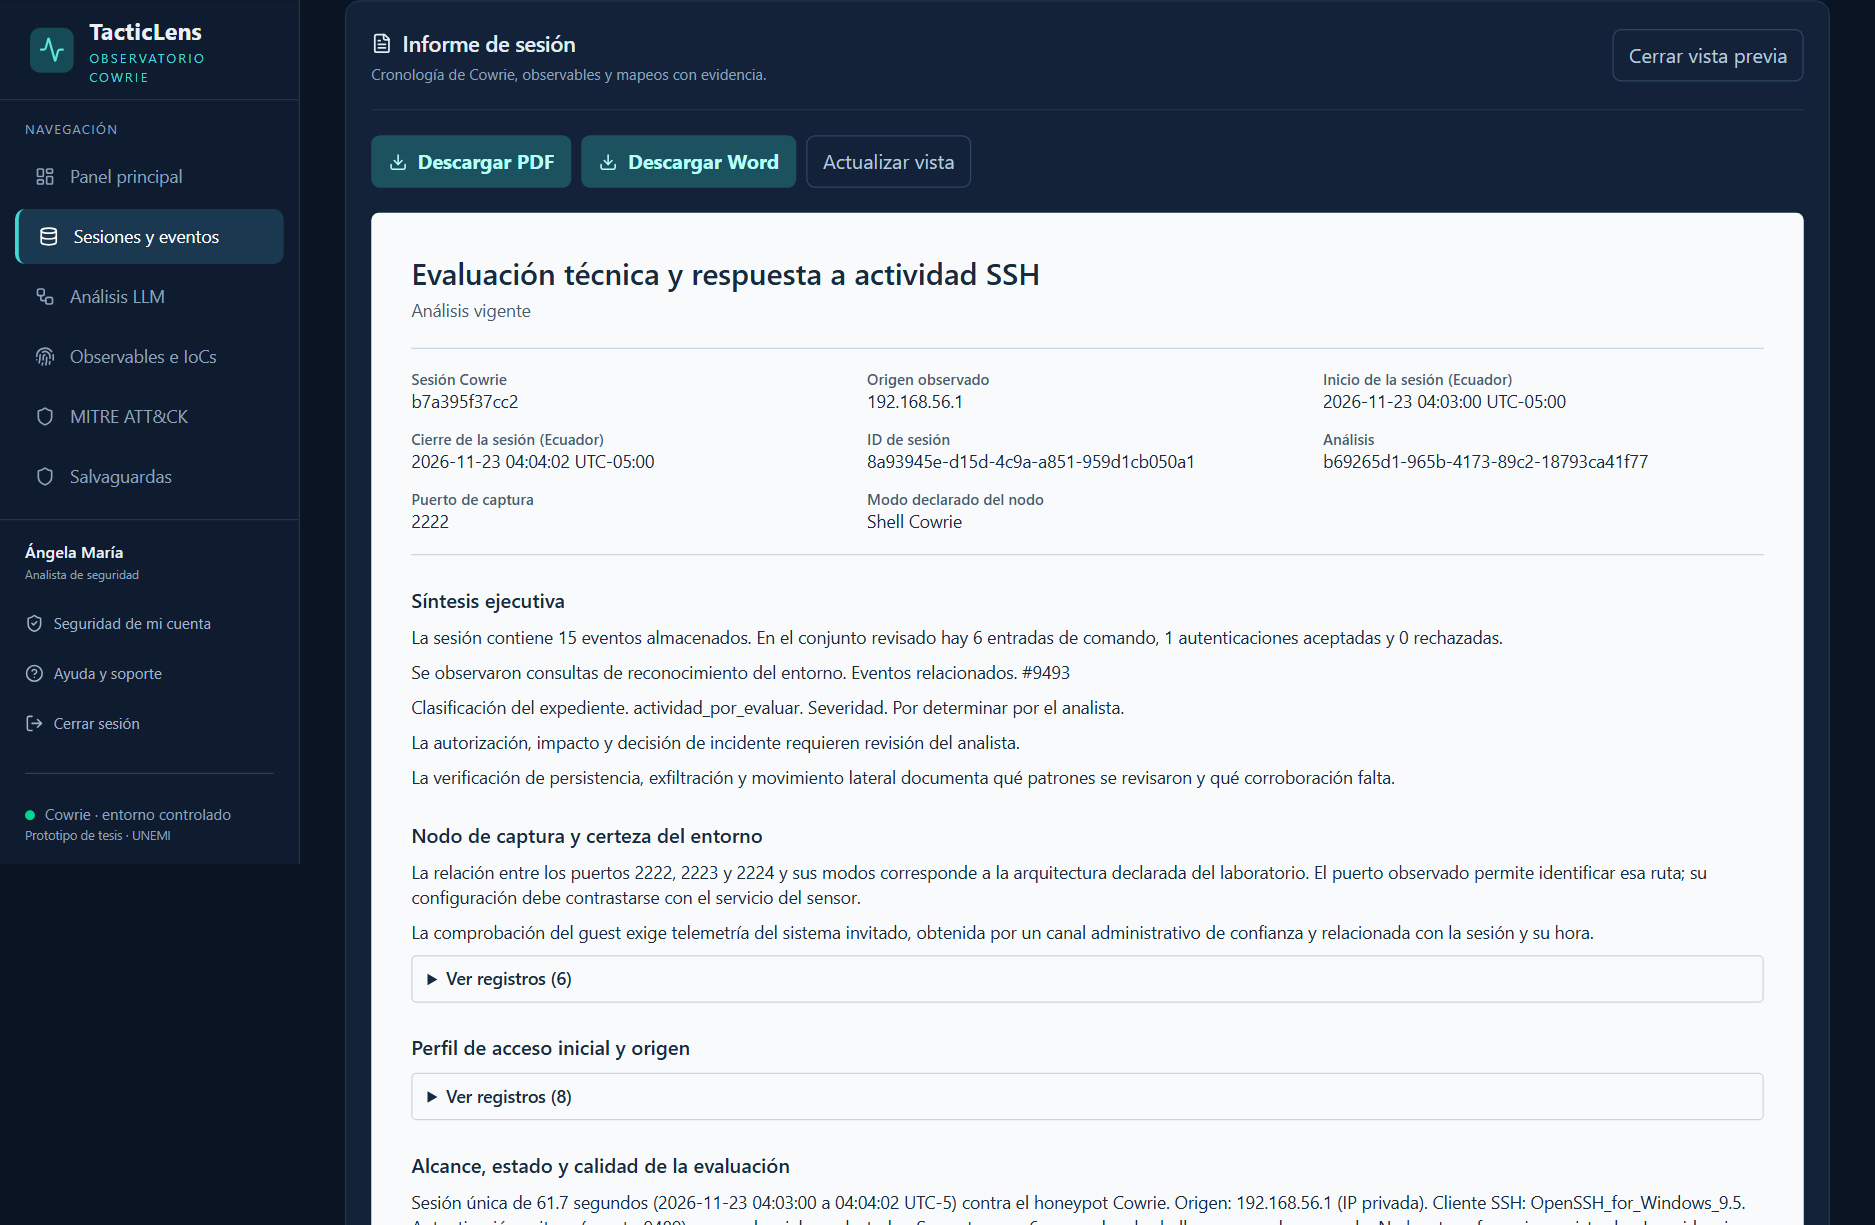 TacticLens
OBSERVATORIO
COWRIE
NAVEGACIÓN
Panel principal
Sesiones y eventos
Análisis LLM
Observables e IoCs
MITRE ATT&CK
Salvaguardas
Ángela María
Analista de seguridad
Seguridad de mi cuenta
Ayuda y soporte
Cerrar sesión
Cowrie · entorno controlado
Prototipo de tesis · UNEMI
Informe de sesión
Cronología de Cowrie, observables y mapeos con evidencia.
Cerrar vista previa
Descargar PDF
Descargar Word
Actualizar vista
Evaluación técnica y respuesta a actividad SSH
Análisis vigente
Sesión Cowrie
b7a395f37cc2
Origen observado
192.168.56.1
Inicio de la sesión (Ecuador)
2026-11-23 04:03:00 UTC-05:00
Cierre de la sesión (Ecuador)
2026-11-23 04:04:02 UTC-05:00
ID de sesión
8a93945e-d15d-4c9a-a851-959d1cb050a1
Análisis
b69265d1-965b-4173-89c2-18793ca41f77
Puerto de captura
2222
Modo declarado del nodo
Shell Cowrie
Síntesis ejecutiva
La sesión contiene 15 eventos almacenados. En el conjunto revisado hay 6 entradas de comando, 1 autenticaciones aceptadas y 0 rechazadas.
Se observaron consultas de reconocimiento del entorno. Eventos relacionados. #9493
Clasificación del expediente. actividad_por_evaluar. Severidad. Por determinar por el analista.
La autorización, impacto y decisión de incidente requieren revisión del analista.
La verificación de persistencia, exfiltración y movimiento lateral documenta qué patrones se revisaron y qué corroboración falta.
Nodo de captura y certeza del entorno
La relación entre los puertos 2222, 2223 y 2224 y sus modos corresponde a la arquitectura declarada del laboratorio. El puerto observado permite identificar esa ruta; su
configuración debe contrastarse con el servicio del sensor.
La comprobación del guest exige telemetría del sistema invitado, obtenida por un canal administrativo de confianza y relacionada con la sesión y su hora.
Ver registros (6)
Perfil de acceso inicial y origen
Ver registros (8)
Alcance, estado y calidad de la evaluación
Sesión única de 61.7 segundos (2026-11-23 04:03:00 a 04:04:02 UTC-5) contra el honeypot Cowrie. Origen: 192.168.56.1 (IP privada). Cliente SSH: OpenSSH_for_Windows_9.5.